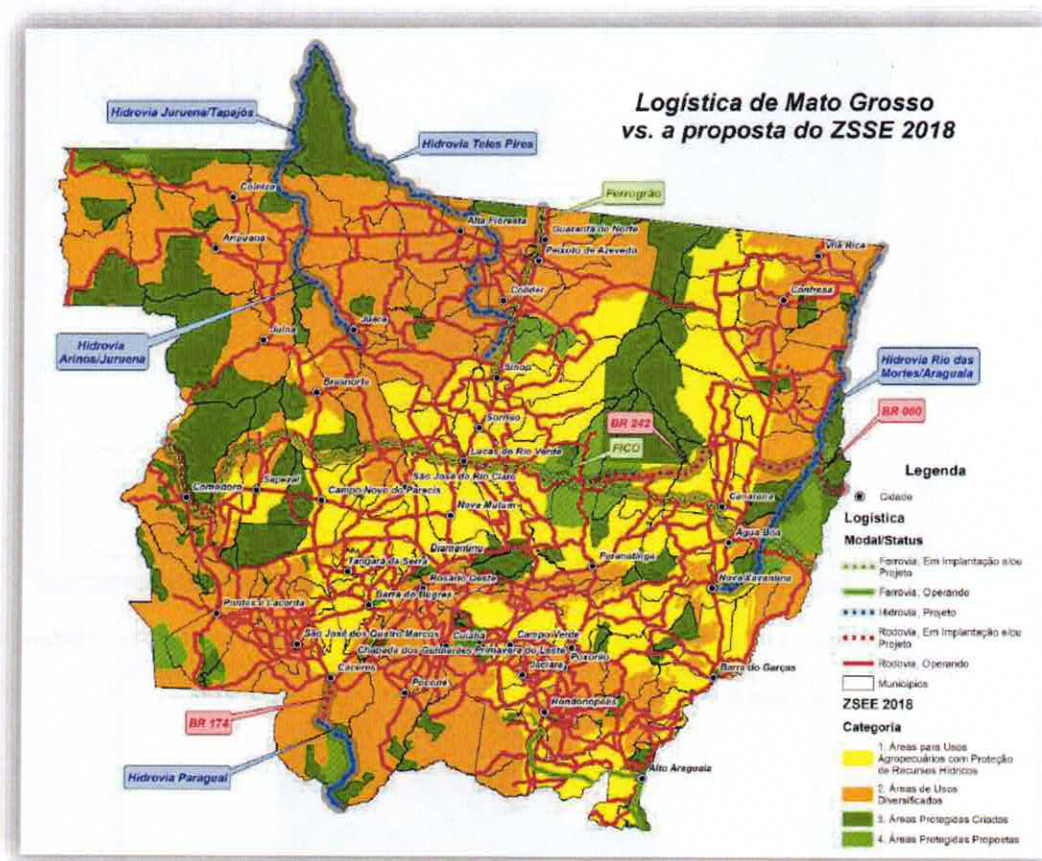 Logística de Mato Grosso
vs. a proposta do ZSSE 2018
Hidrovia Juruena/Tapajós
Hidrovia Teles Pires
Ferrogrão
Colniza
Alta Floresta
Guarantã do Norte
Aripuanã
Peixoto de Azevedo
Vila Rica
Colíder
Confresa
Hidrovia
Arinos/Juruena
Juína
Juara
Hidrovia Rio das
Mortes/Araguaia
Sinop
Brasnorte
BR 242
BR 080
Sorriso
FICO
Lucas do Rio Verde
São José do Rio Claro
Comodoro
Sapezal
Campo Novo do Parecis
Canarana
Nova Mutum
Água Boa
Diamantino
Paranatinga
Tangará da Serra
Rosário Oeste
Nova Xavantina
Barra do Bugres
Pontes e Lacerda
São José dos Quatro Marcos
Cuiabá
Campo Verde
Chapada dos Guimarães
Primavera do Leste
Poxoréu
Jaciara
Cáceres
Barra do Garças
Poconé
Rondonópolis
BR 174
Hidrovia Paraguai
Alto Araguaia
Legenda
Cidade
Logística
Modal/Status
Ferrovia, Em Implantação e/ou
Projeto
Ferrovia, Operando
Hidrovia, Projeto
Rodovia, Em Implantação e/ou
Projeto
Rodovia, Operando
Municípios
ZSEE 2018
Categoria
1. Áreas para Usos
Agropecuários com Proteção
de Recursos Hídricos
2. Áreas de Usos
Diversificados
3. Áreas Protegidas Criadas
4. Áreas Protegidas Propostas